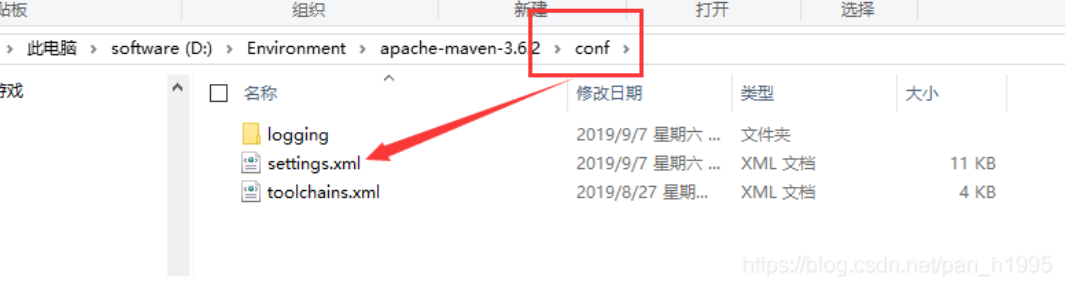 贴板 组织 新建 打开 选择
> 此电脑 > software (D:) > Environment > apache-maven-3.6.2 > conf >
游戏 名称 修改日期 类型 大小
logging 2019/9/7 星期六 ... 文件夹
settings.xml 2019/9/7 星期六 ... XML 文档 11 KB
toolchains.xml 2019/8/27 星期... XML 文档 4 KB
https://blog.csdn.net/pan_h1995